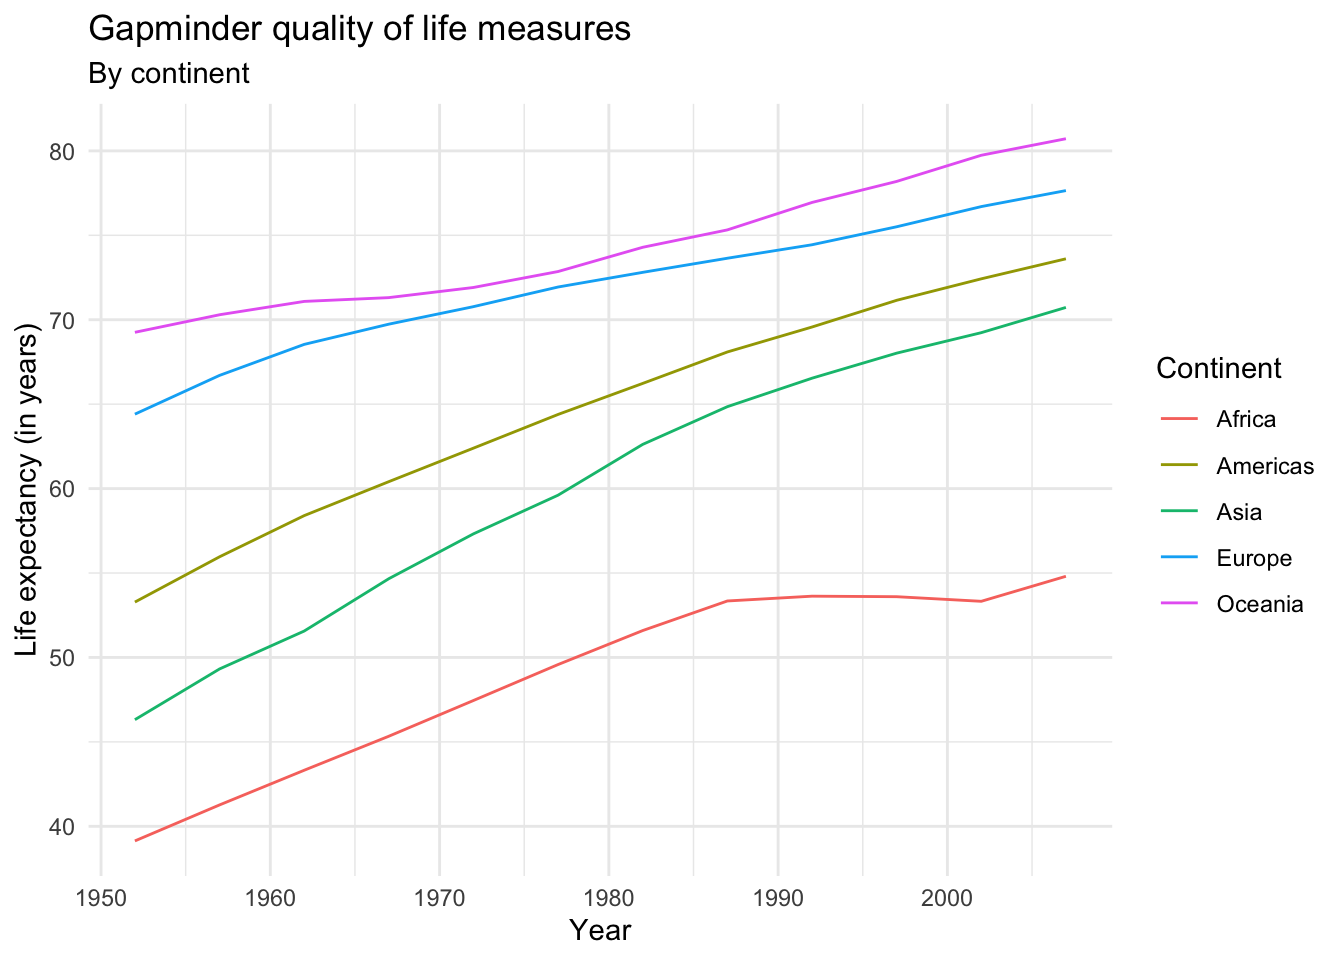 Gapminder quality of life measures
By continent
Life expectancy (in years)
80
70
60
50
40
1950 1960 1970 1980 1990 2000
Year
Continent
Africa
Americas
Asia
Europe
Oceania